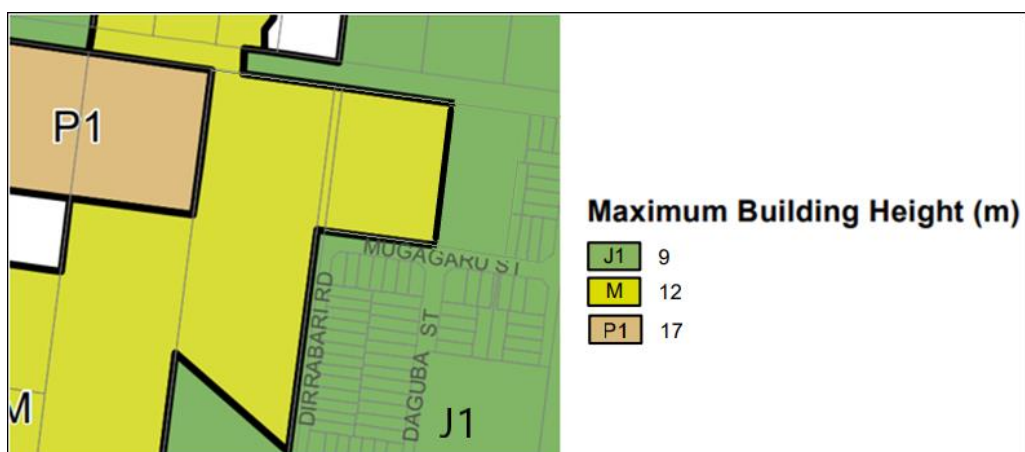 P1
MUGAGARU ST
DIRRABARI RD
DAGUBA ST
M
J1
Maximum Building Height (m)
J1 9
M 12
P1 17